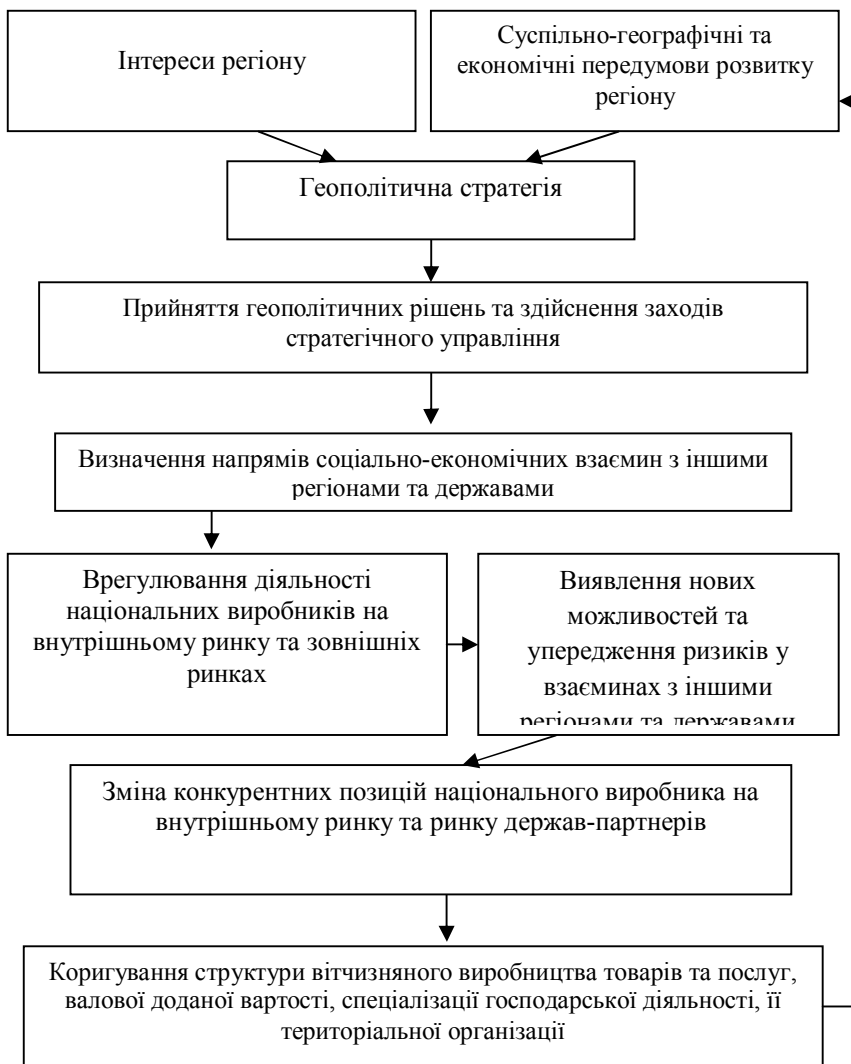 Інтереси регіону
Суспільно-географічні та
економічні передумови розвитку
регіону
Геополітична стратегія
Прийняття геополітичних рішень та здійснення заходів
стратегічного управління
Визначення напрямів соціально-економічних взаємин з іншими
регіонами та державами
Врегулювання діяльності
національних виробників на
внутрішньому ринку та зовнішніх
ринках
Виявлення нових
можливостей та
упередження ризиків у
взаєминах з іншими
регіонами та державами
Зміна конкурентних позицій національного виробника на
внутрішньому ринку та ринку держав-партнерів
Коригування структури вітчизняного виробництва товарів та послуг,
валової доданої вартості, спеціалізації господарської діяльності, її
територіальної організації